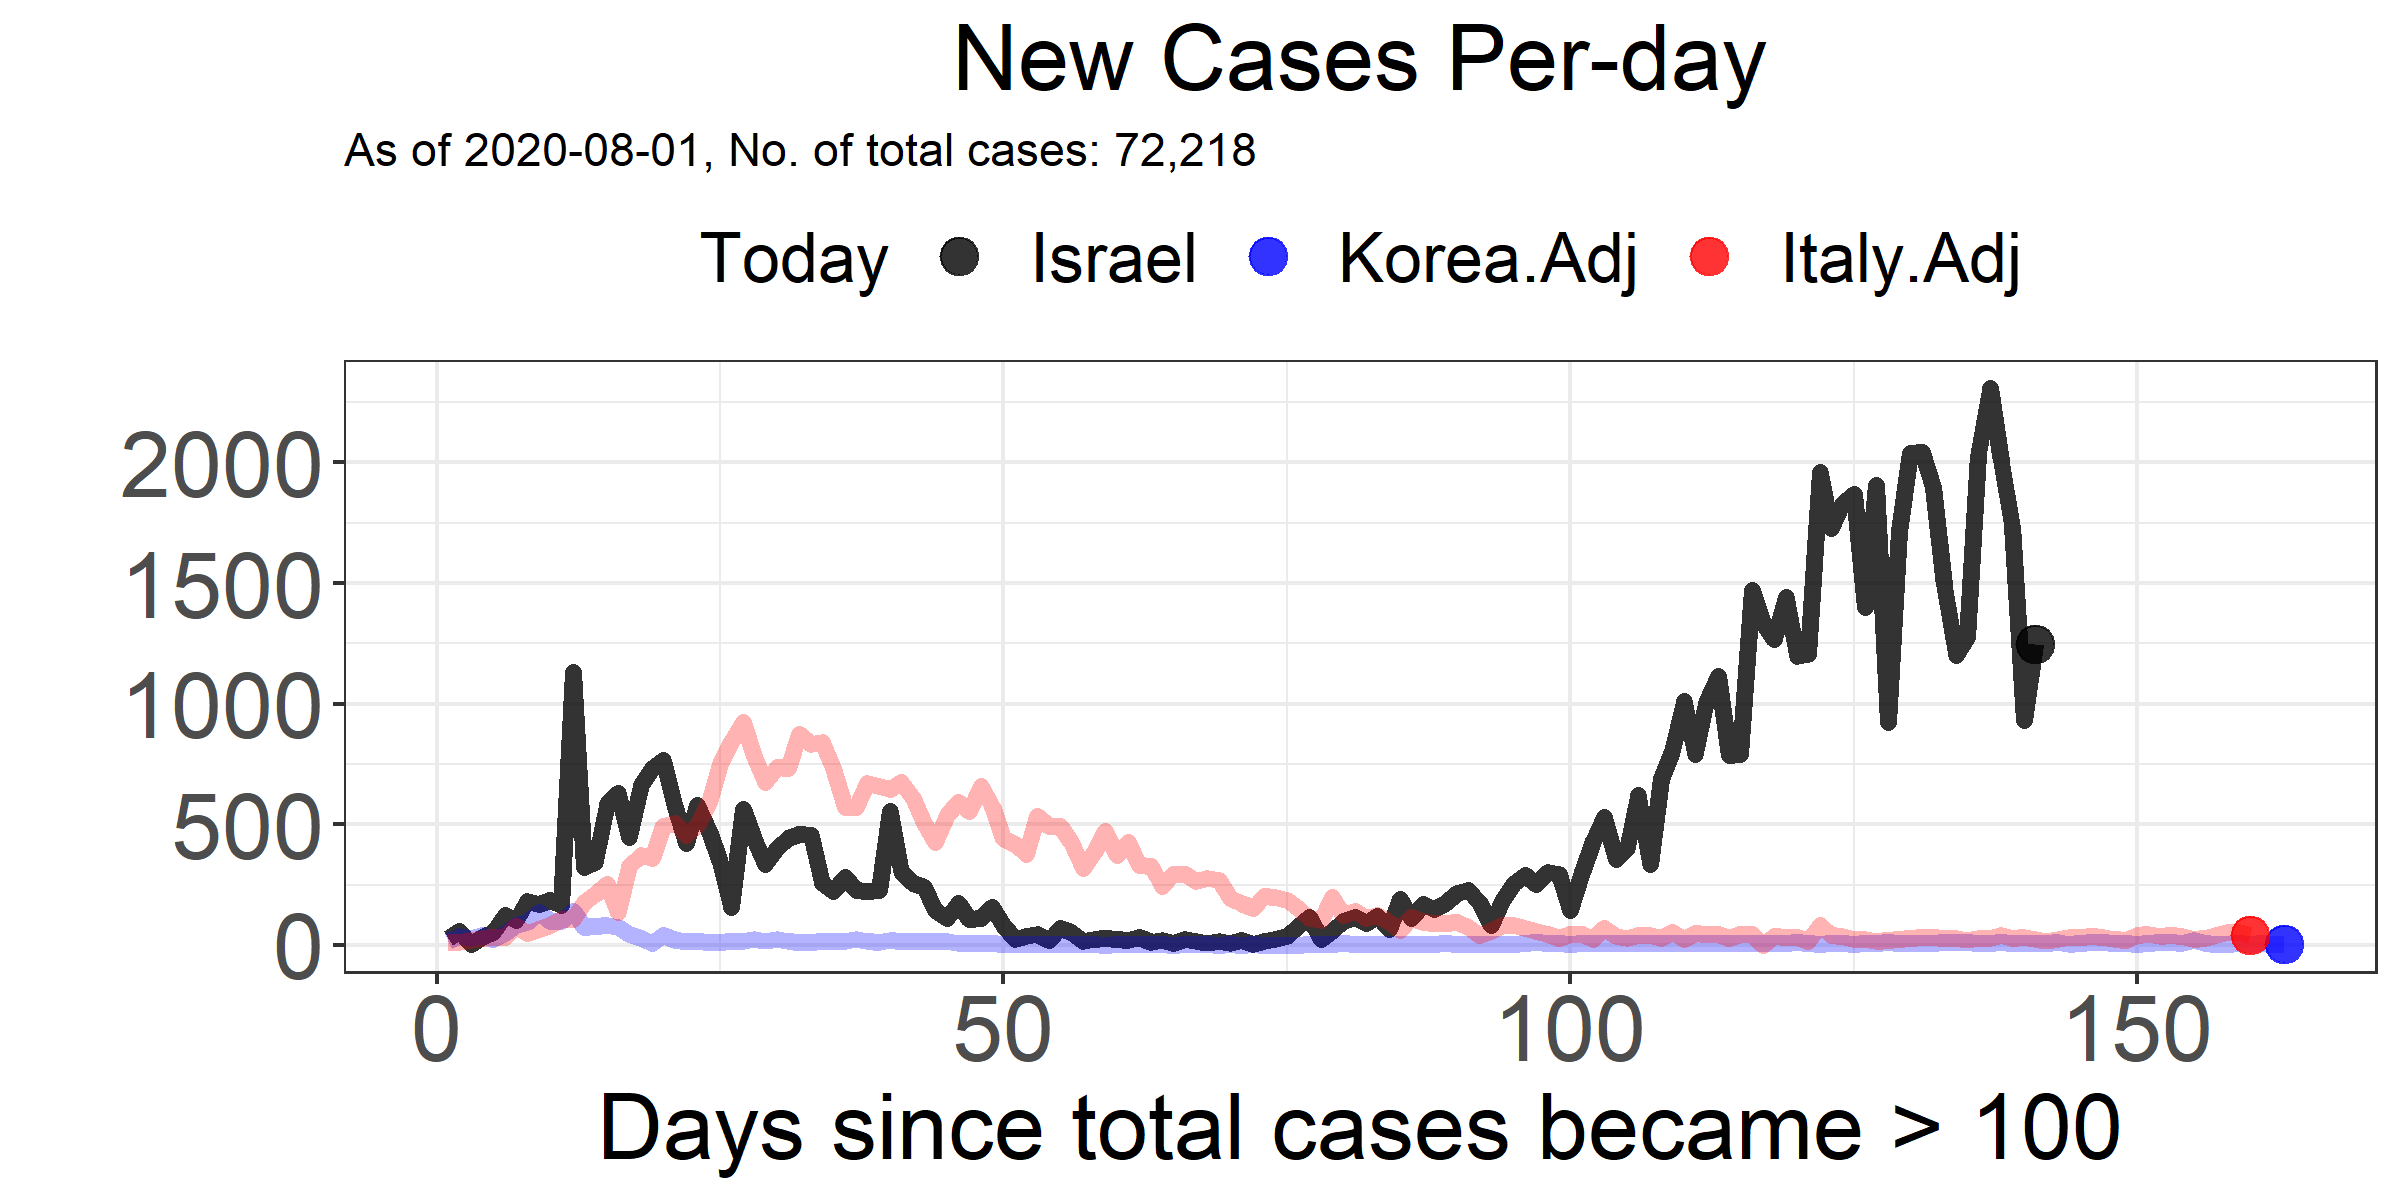 New Cases Per-day
As of 2020-08-01, No. of total cases: 72,218
Today Israel Korea.Adj Italy.Adj
2000
1500
1000
500
0
0 50 100 150
Days since total cases became > 100